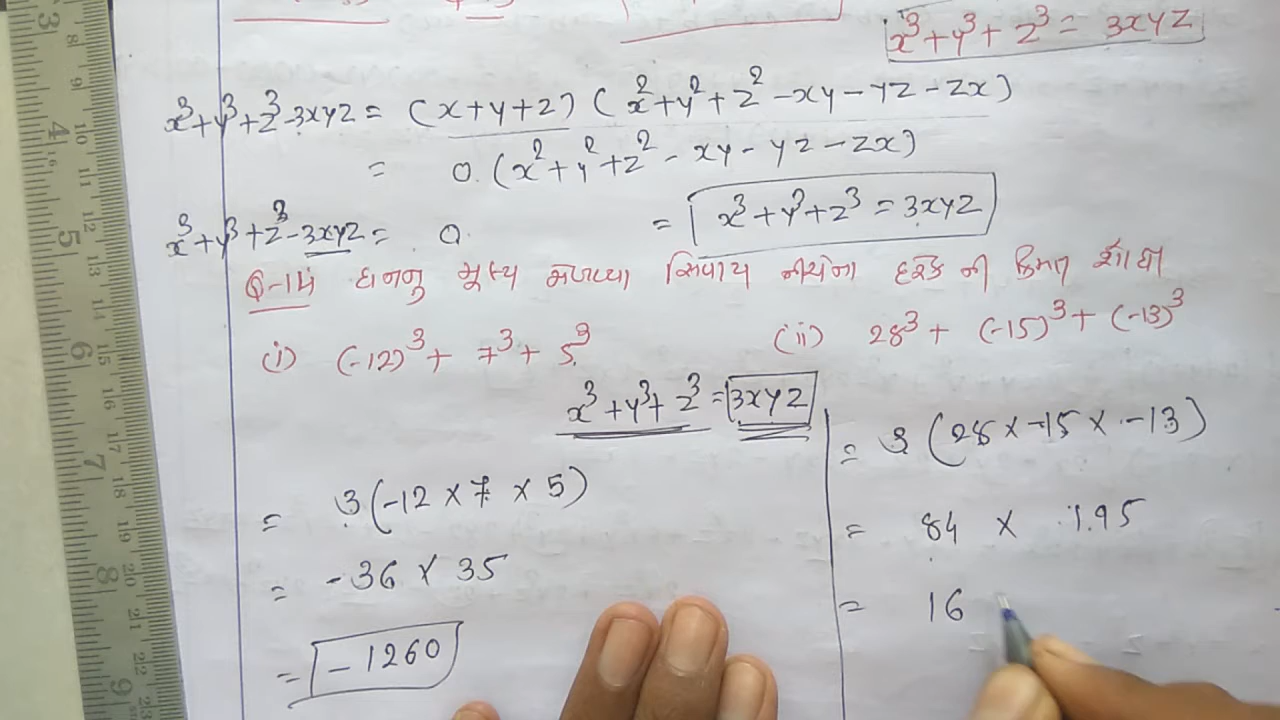 x³ + y³ + z³ = 3xyz
x³ + y³ + z³ - 3xyz = (x + y + z) (x² + y² + z² - xy - yz - zx)
= 0. (x² + y² + z² - xy - yz - zx)
x³ + y³ + z³ - 3xyz = 0 = x³ + y³ + z³ = 3xyz
Q-14 ઘનનુ મૂલ્ય સિવાય નીચેના દરેક ની કિંમત શોધો
(i) (-12)³ + 7³ + 5³ (ii) 28³ + (-15)³ + (-13)³
x³ + y³ + z³ = 3xyz
= 3(-12 × 7 × 5)
= -36 × 35
= -1260
= 3 (28 × -15 × -13)
= 84 × 195
= 16